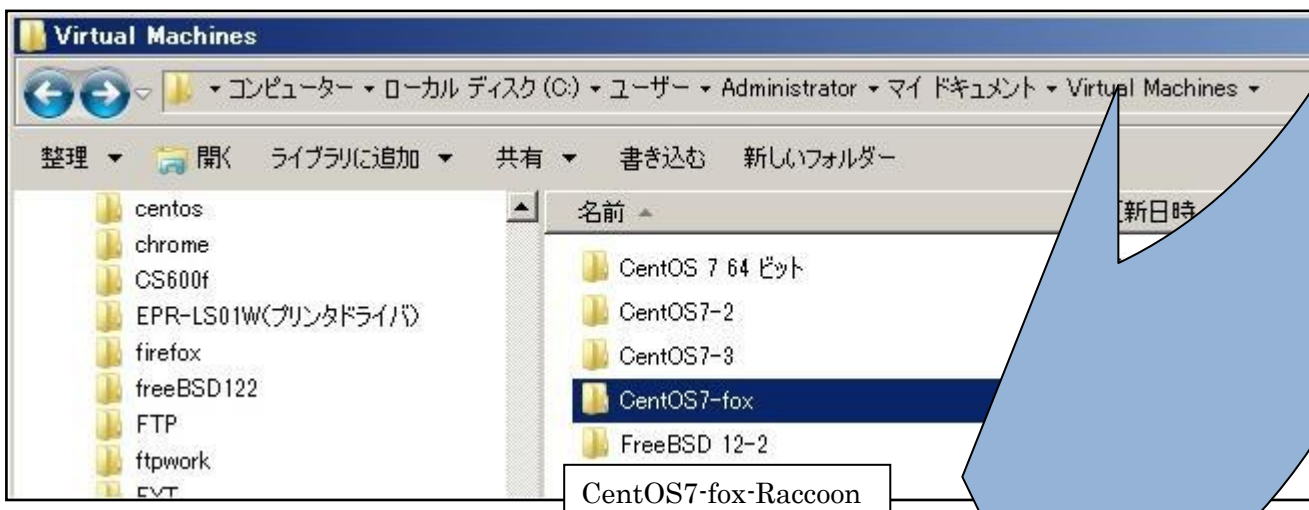 Virtual Machines
コンピューター ▾ ローカル ディスク (C:) ▾ ユーザー ▾ Administrator ▾ マイ ドキュメント ▾ Virtual Machines ▾
整理 ▼ 開く ライブラリに追加 ▼ 共有 ▼ 書き込む 新しいフォルダー
centos
chrome
CS600f
EPR-LS01W(プリンタドライバ)
firefox
freeBSD122
FTP
ftpwork
名前
新日時
CentOS 7 64 ビット
CentOS7-2
CentOS7-3
CentOS7-fox
FreeBSD 12-2
CentOS7-fox-Raccoon